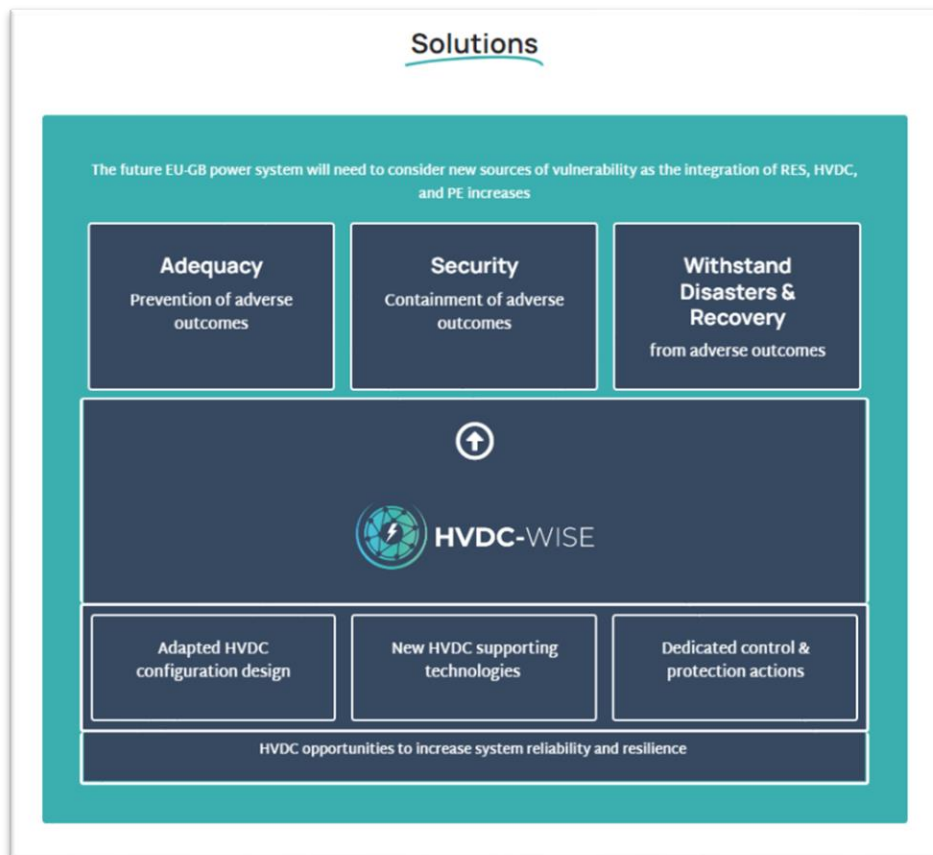 Solutions
The future EU-GB power system will need to consider new sources of vulnerability as the integration of RES, HVDC,
and PE increases
Adequacy
Prevention of adverse
outcomes
Security
Containment of adverse
outcomes
Withstand
Disasters &
Recovery
from adverse outcomes
HVDC-WISE
Adapted HVDC
configuration design
New HVDC supporting
technologies
Dedicated control &
protection actions
HVDC opportunities to increase system reliability and resilience